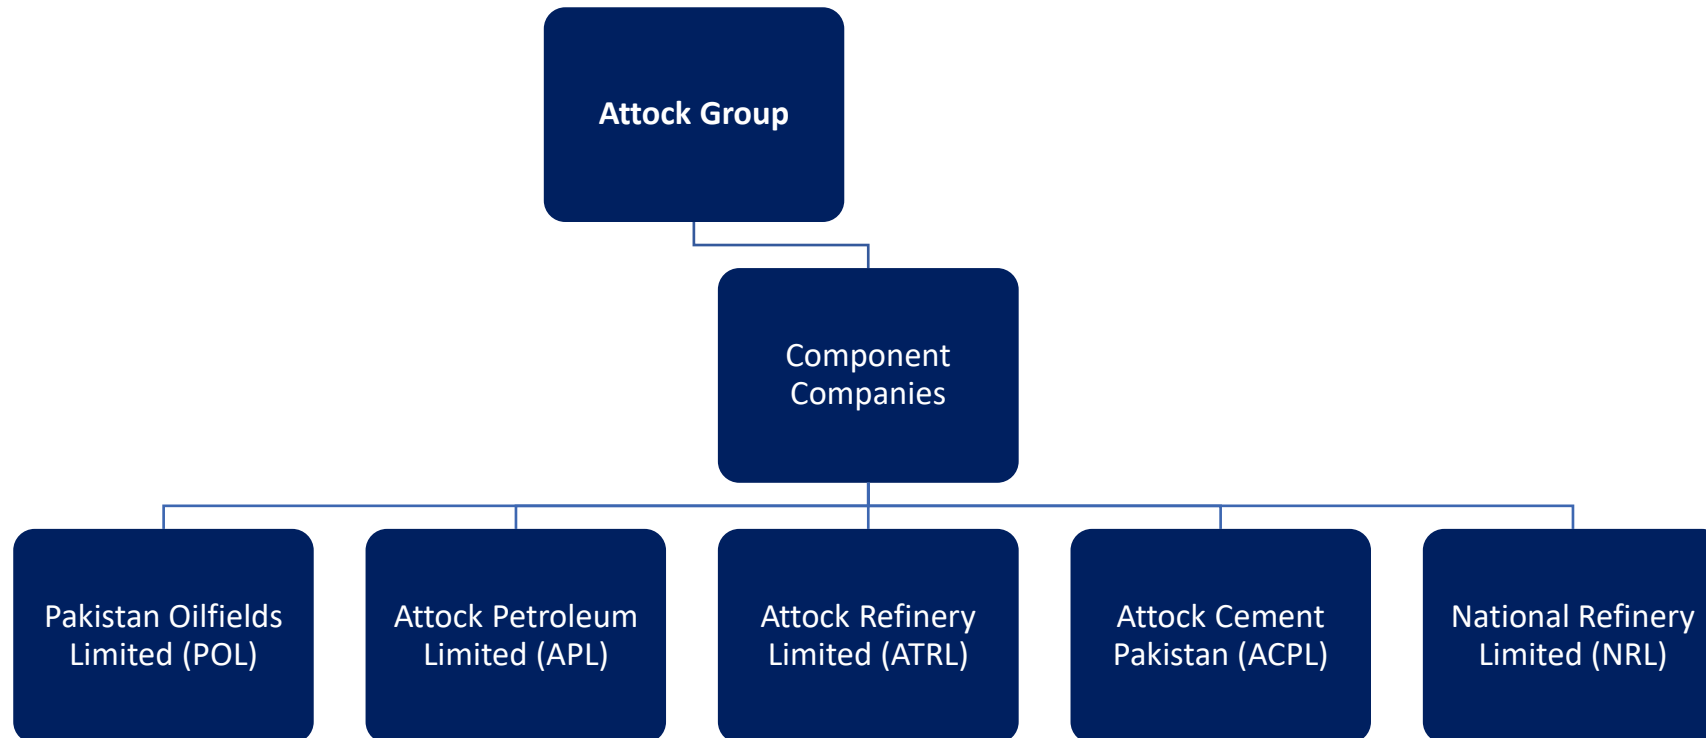 Attock Group
Component
Companies
Pakistan Oilfields
Limited (POL)
Attock Petroleum
Limited (APL)
Attock Refinery
Limited (ATRL)
Attock Cement
Pakistan (ACPL)
National Refinery
Limited (NRL)